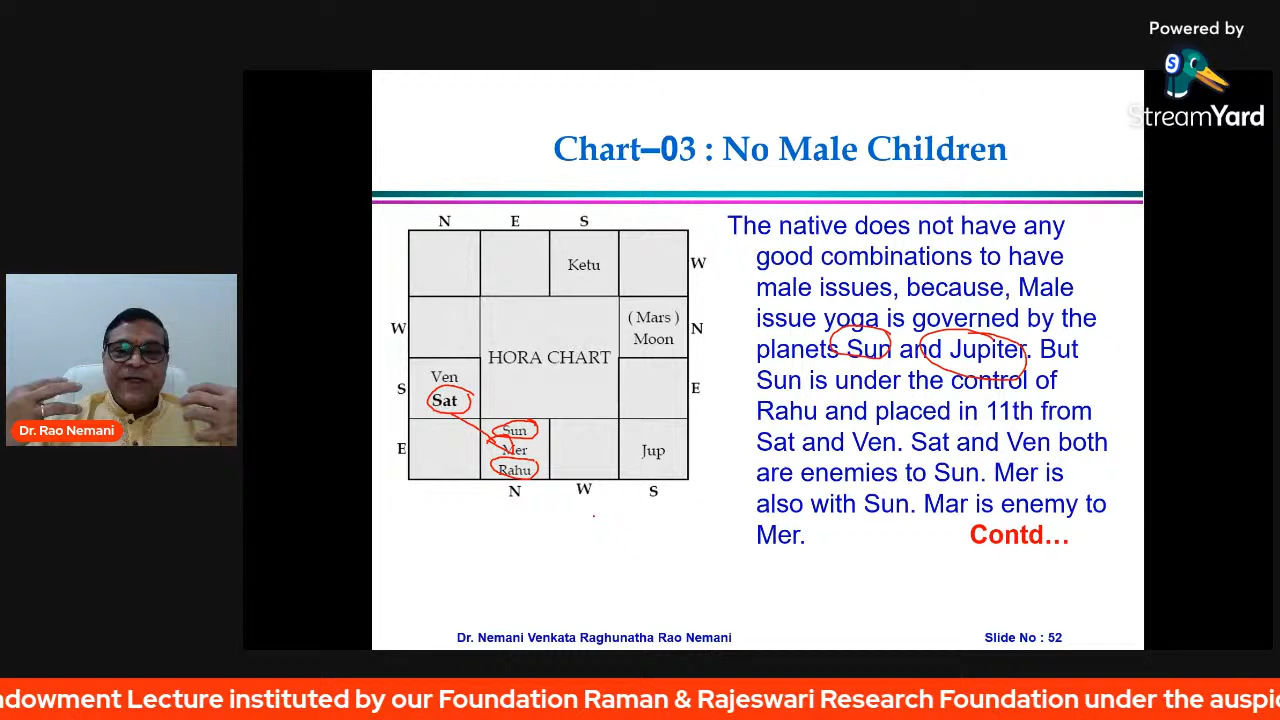 Powered by
StreamYard
Chart–03 : No Male Children
N E S
Ketu
W
W
( Mars )
Moon
N
HORA CHART
S
Ven
Sat
E
E
Sun
Mer
Rahu
Jup
N W S
The native does not have any
good combinations to have
male issues, because, Male
issue yoga is governed by the
planets Sun and Jupiter. But
Sun is under the control of
Rahu and placed in 11th from
Sat and Ven. Sat and Ven both
are enemies to Sun. Mer is
also with Sun. Mar is enemy to
Mer. Contd...
Dr. Rao Nemani
Dr. Nemani Venkata Raghunatha Rao Nemani
Slide No : 52
ndowment Lecture instituted by our Foundation Raman & Rajeswari Research Foundation under the auspi